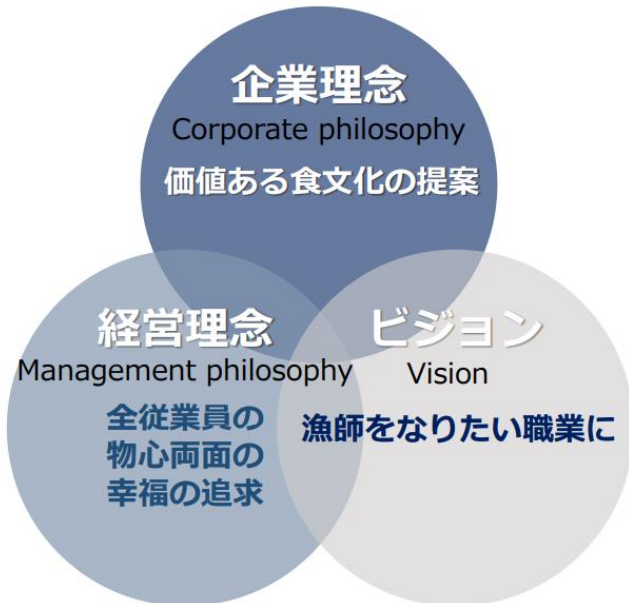 企業理念
Corporate philosophy
価値ある食文化の提案
経営理念
Management philosophy
全従業員の
物心両面の
幸福の追求
ビジョン
Vision
漁師をなりたい職業に